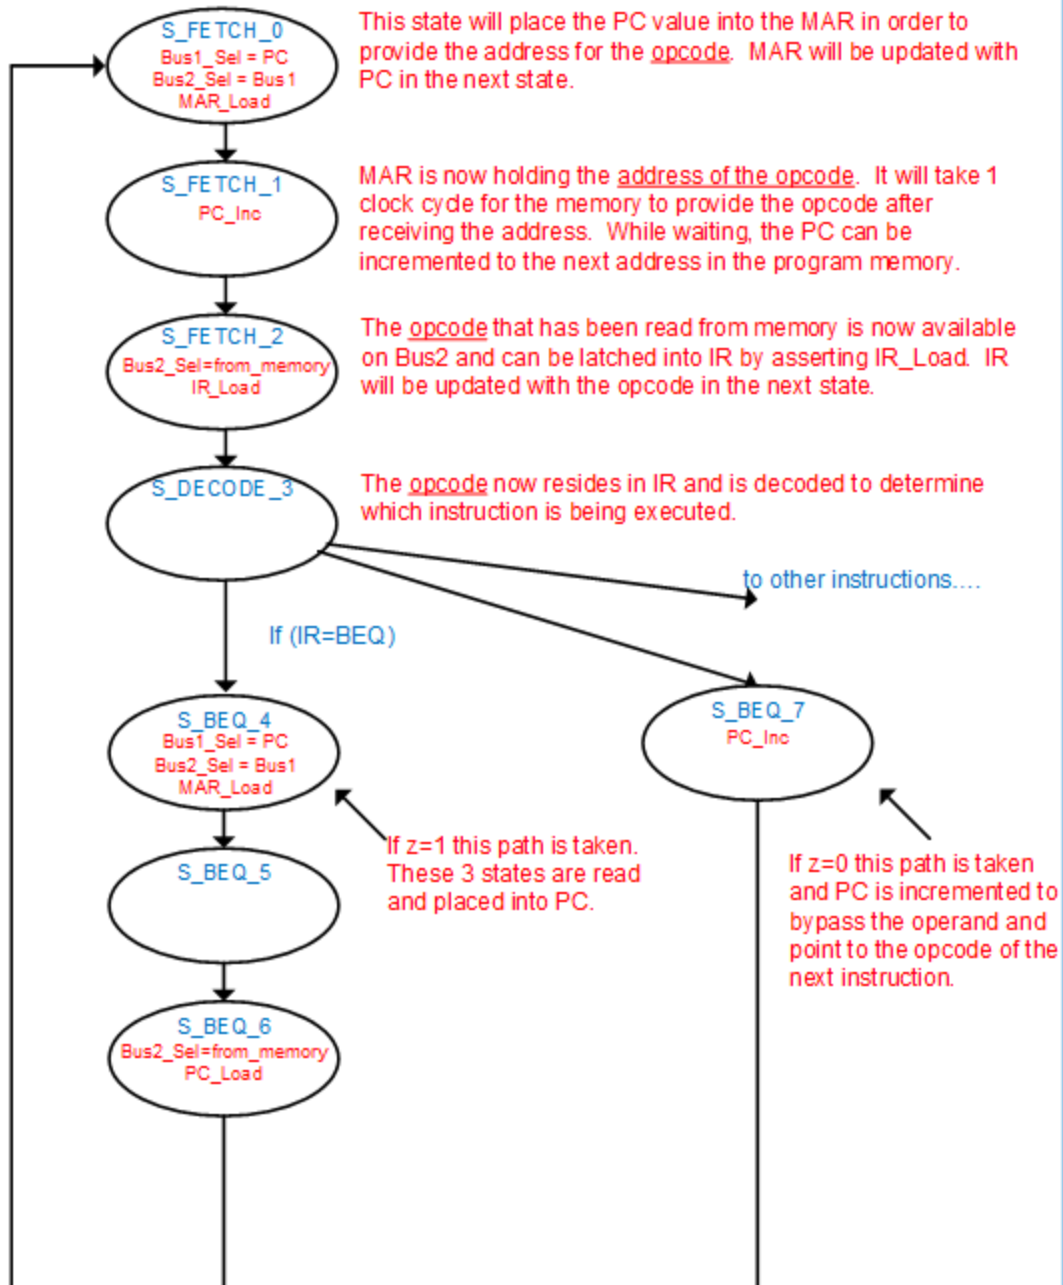 S_FETCH_0
Bus1_Sel = PC
Bus2_Sel = Bus1
MAR_Load
This state will place the PC value into the MAR in order to
provide the address for the opcode.  MAR will be updated with
PC in the next state.
S_FETCH_1
PC_Inc
MAR is now holding the address of the opcode.  It will take 1
clock cycle for the memory to provide the opcode after
receiving the address.  While waiting, the PC can be
incremented to the next address in the program memory.
S_FETCH_2
Bus2_Sel=from_memory
IR_Load
The opcode that has been read from memory is now available
on Bus2 and can be latched into IR by asserting IR_Load.  IR
will be updated with the opcode in the next state.
S_DECODE_3
The opcode now resides in IR and is decoded to determine
which instruction is being executed.
to other instructions....
If (IR=BEQ)
S_BEQ_4
Bus1_Sel = PC
Bus2_Sel = Bus1
MAR_Load
S_BEQ_7
PC_Inc
If z=1 this path is taken.
These 3 states are read
and placed into PC.
If z=0 this path is taken
and PC is incremented to
bypass the operand and
point to the opcode of the
next instruction.
S_BEQ_5
S_BEQ_6
Bus2_Sel=from_memory
PC_Load